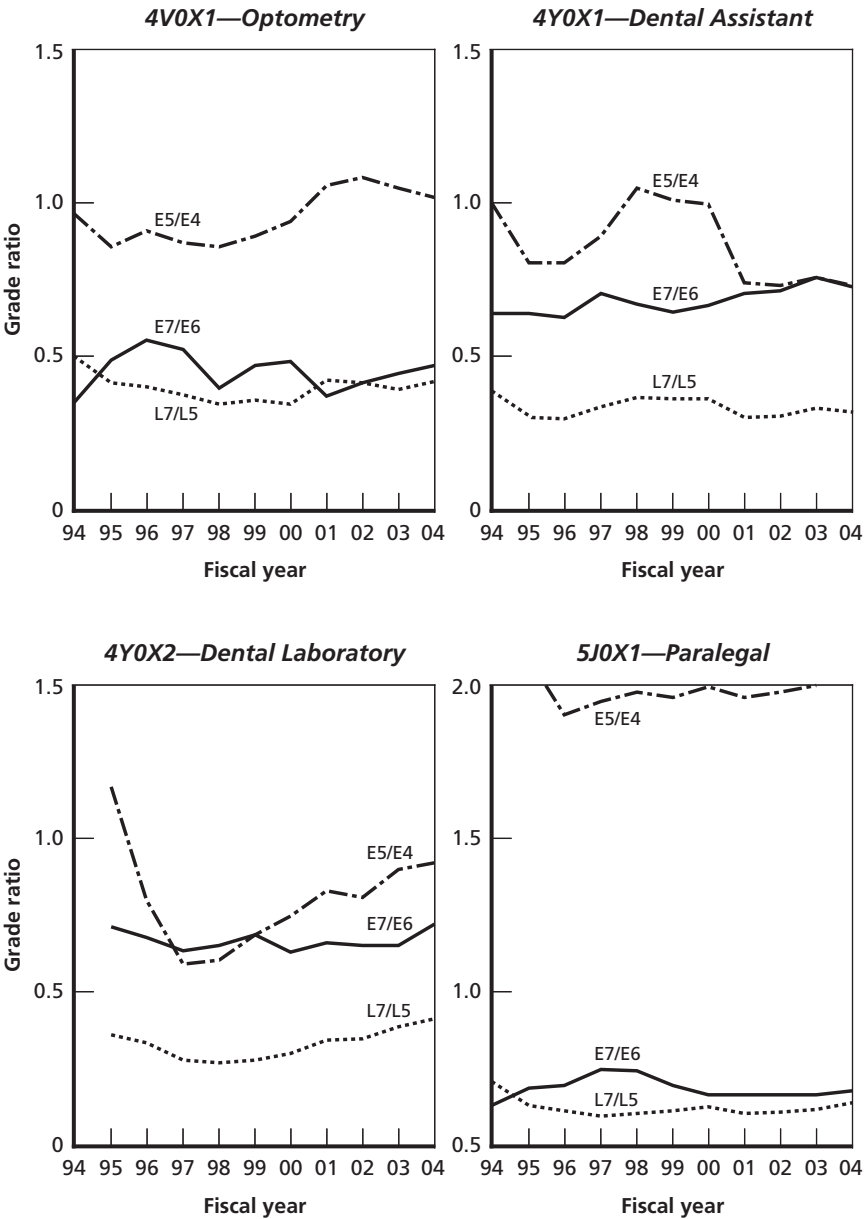 4V0X1—Optometry
1.5
1.0
0.5
0
Grade ratio
E5/E4
E7/E6
L7/L5
94 95 96 97 98 99 00 01 02 03 04
Fiscal year
4Y0X1—Dental Assistant
1.5
1.0
0.5
0
E5/E4
E7/E6
L7/L5
94 95 96 97 98 99 00 01 02 03 04
Fiscal year
4Y0X2—Dental Laboratory
1.5
1.0
0.5
0
Grade ratio
E5/E4
E7/E6
L7/L5
94 95 96 97 98 99 00 01 02 03 04
Fiscal year
5J0X1—Paralegal
2.0
1.5
1.0
0.5
E5/E4
E7/E6
L7/L5
94 95 96 97 98 99 00 01 02 03 04
Fiscal year